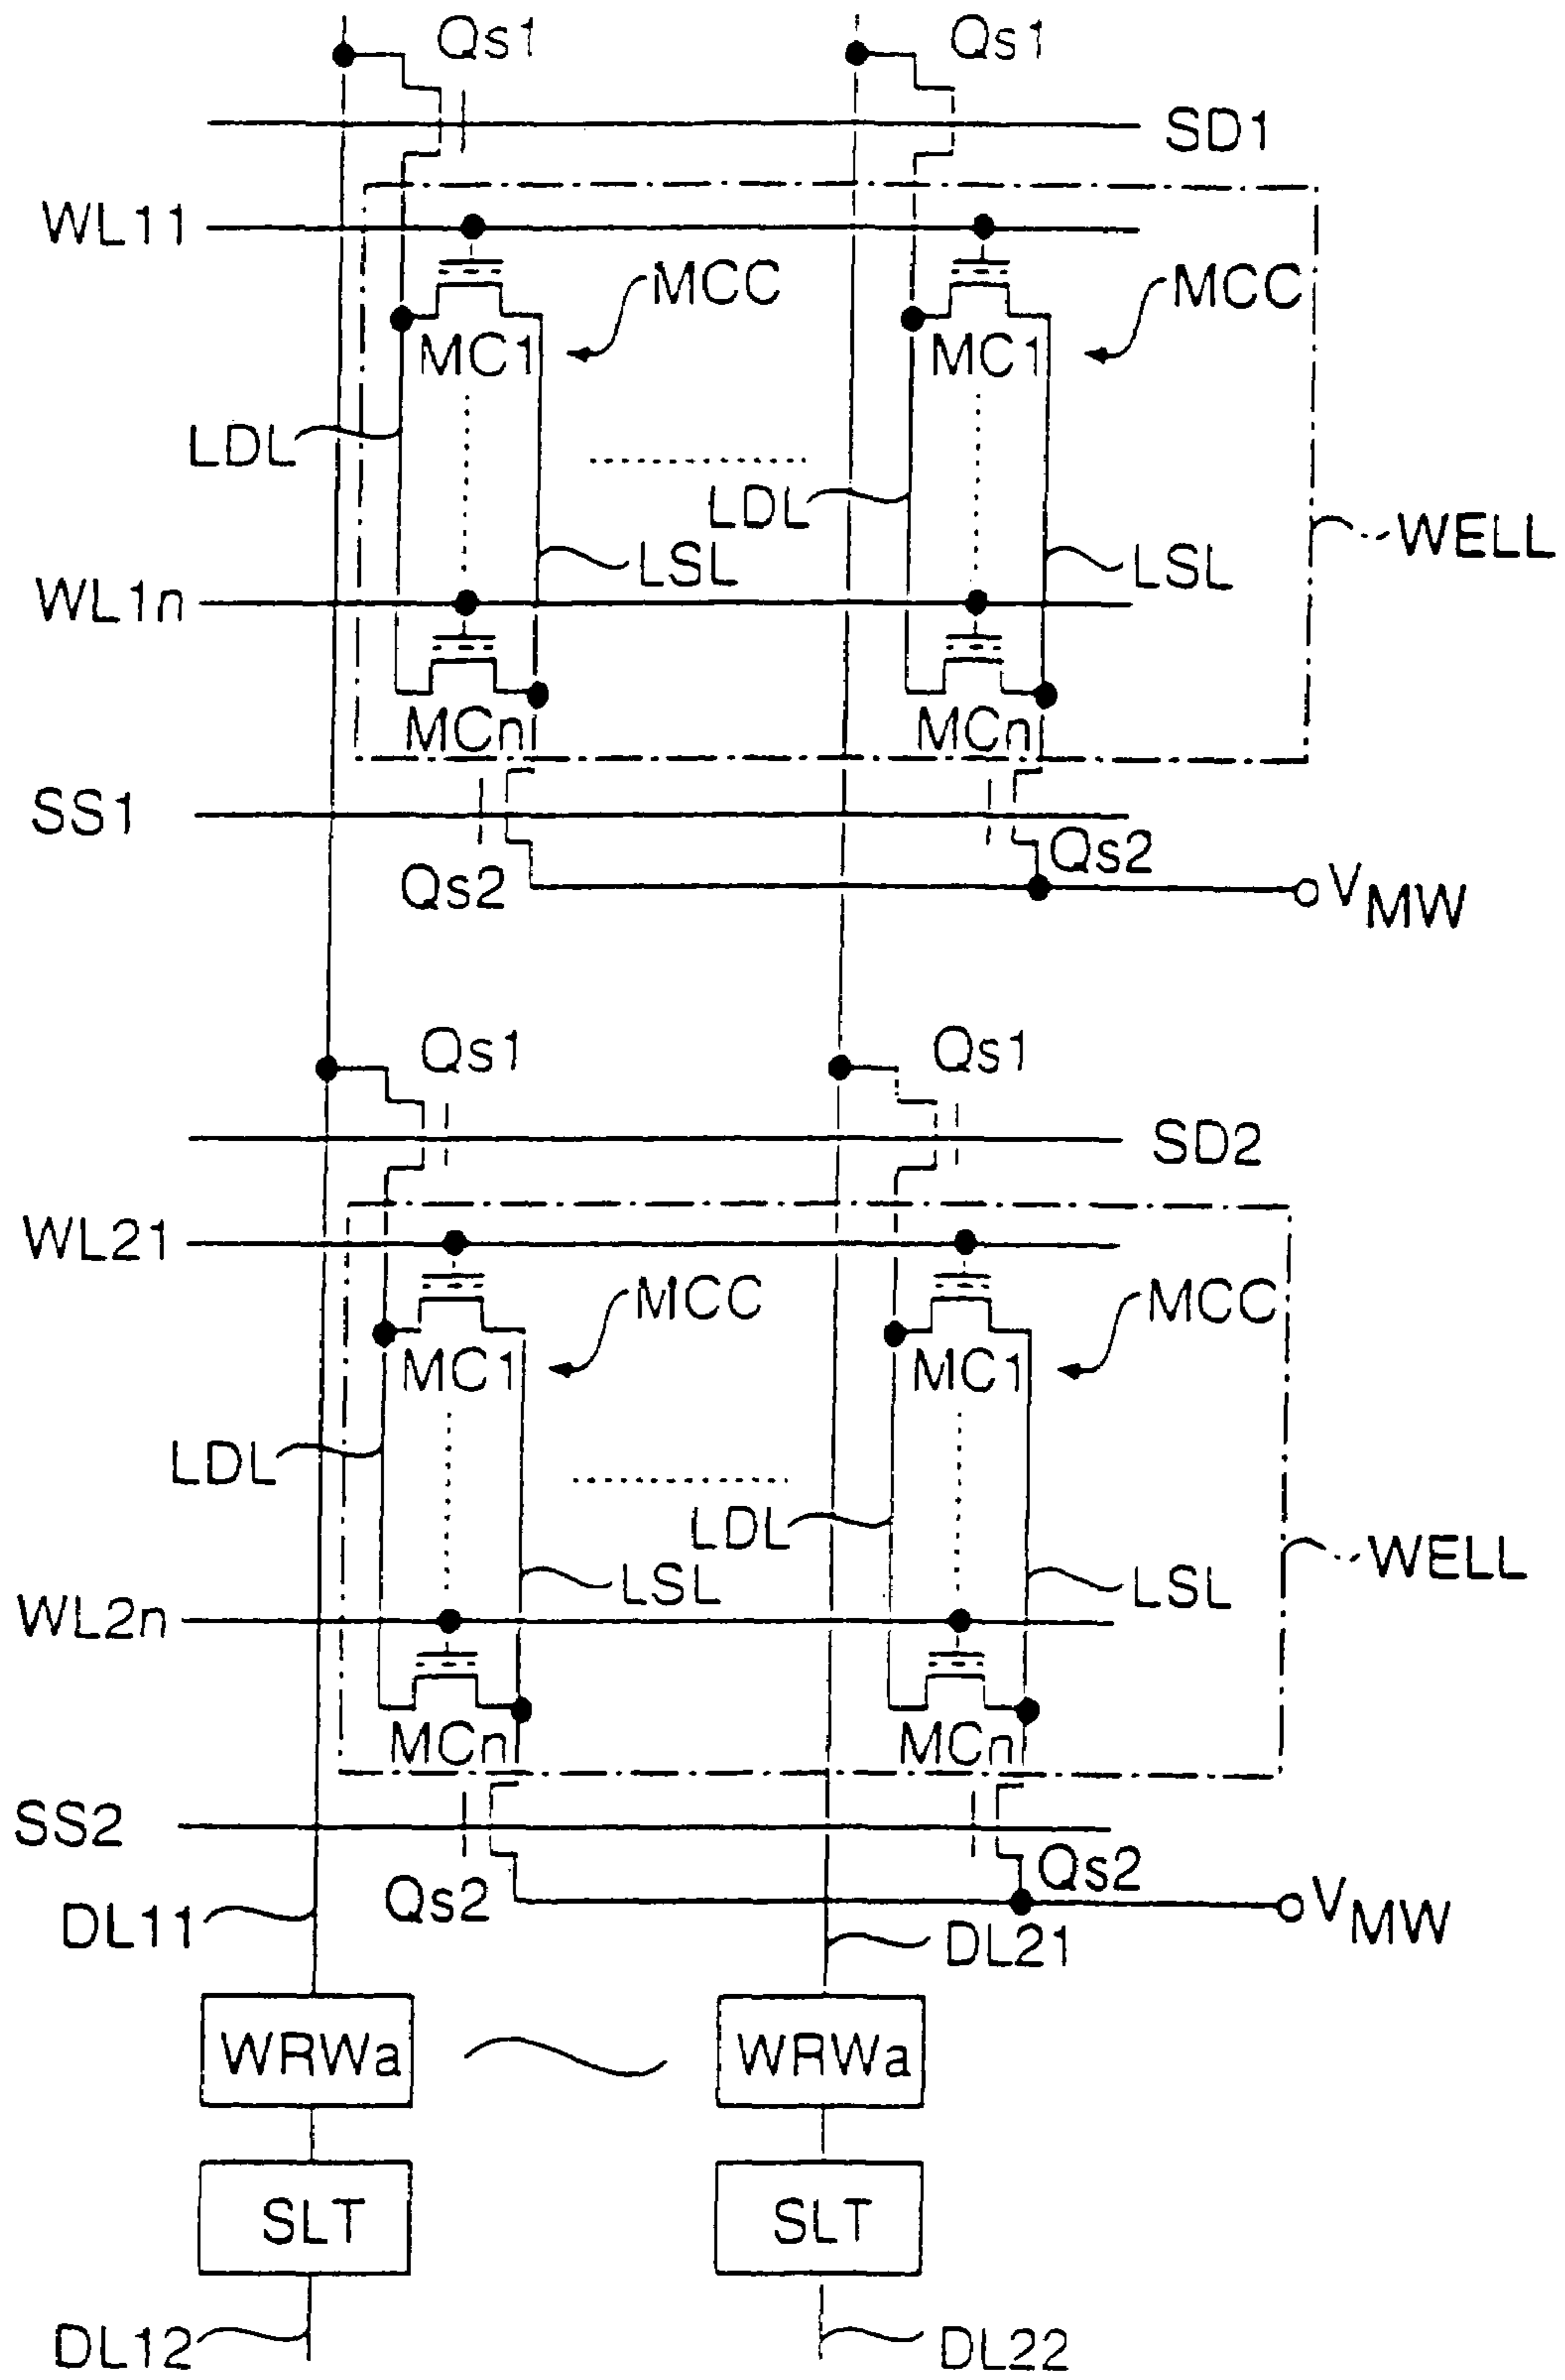 Qs1 Qs1
SD1
WL11
MCC MCC
MC1 MC1
LDL
LDL
WELL
LSL LSL
WL1n
MCn MCn
SS1
Qs2 Qs2
VMW
Qs1 Qs1
SD2
WL21
MCC MCC
MC1 MC1
LDL
LDL
WELL
LSL LSL
WL2n
MCn MCn
SS2
Qs2 Qs2
VMW
DL11 DL21
WRWa WRWa
SLT SLT
DL12 DL22